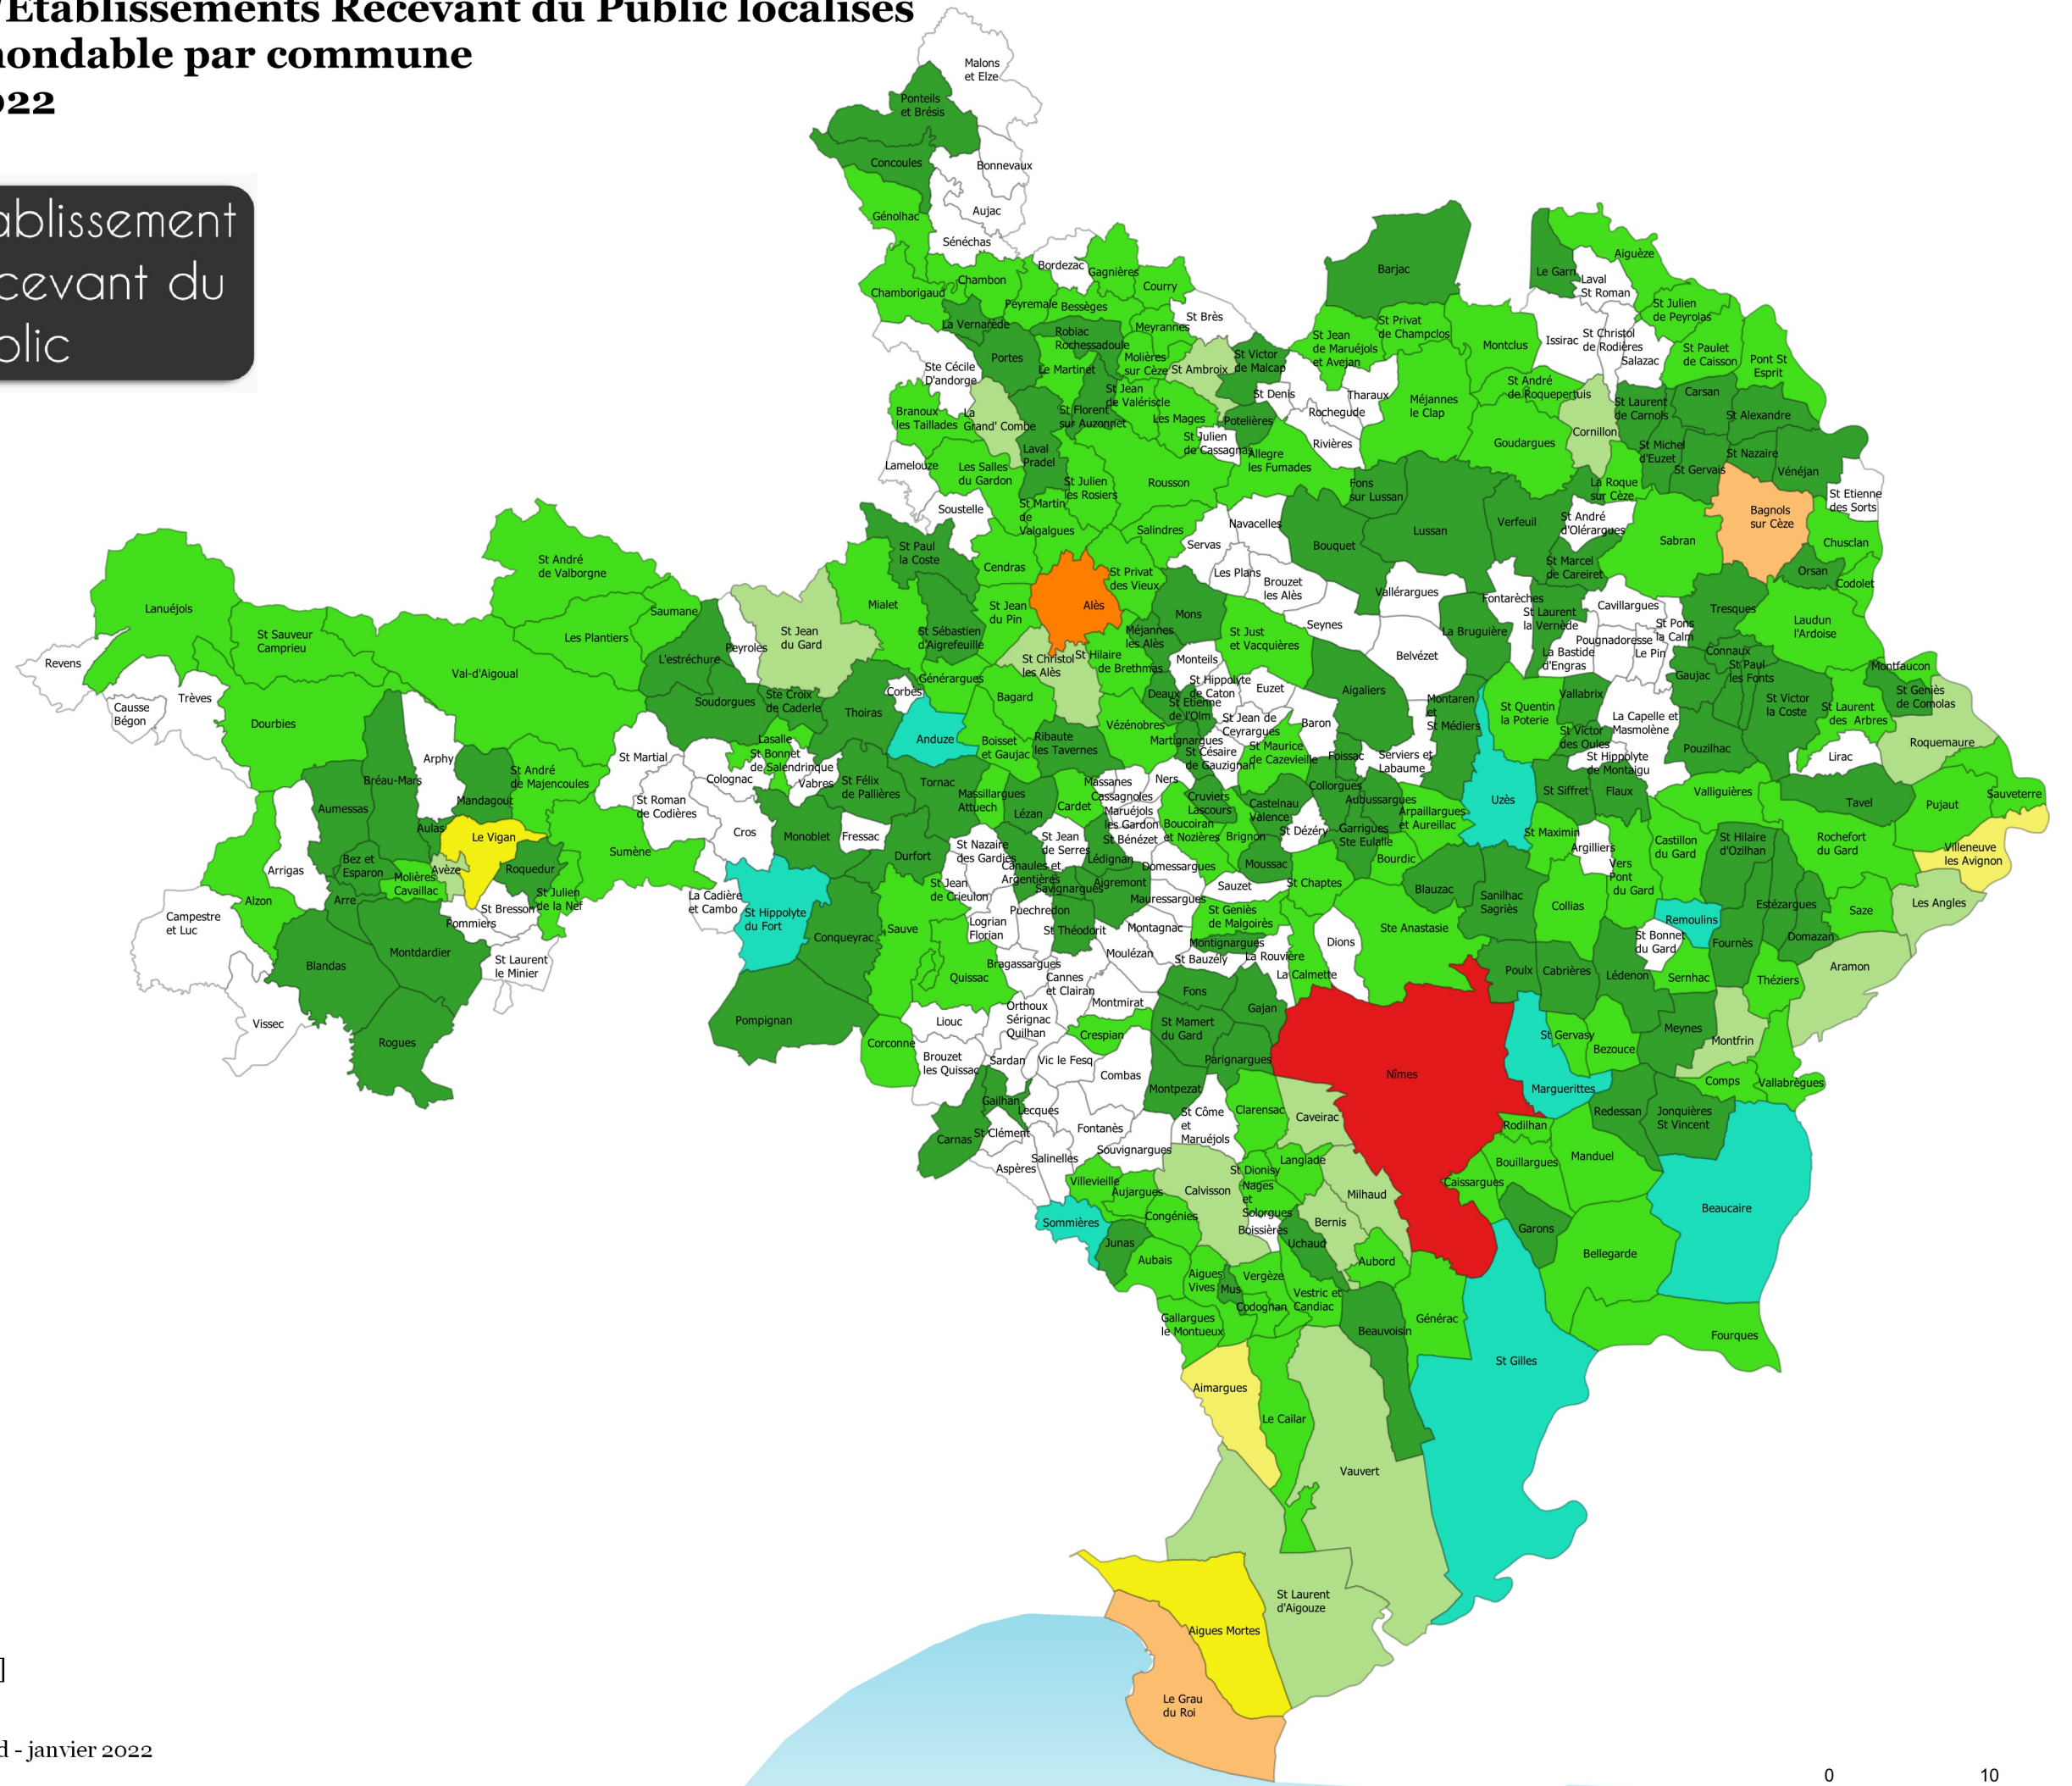 'Etablissements Recevant du Public localisés
nondable par commune
022
ablissement
cevant du
blic
Malons
et Elze
Ponteils
et Brésis
Concoules
Bonnevaux
Génolhac
Aujac
Sénéchas
Bordezac
Gagnières
Chambon
Courry
Chamborigaud
Peyremale
Bessèges
Barjac
Le Garn
Aiguèze
Laval
St Roman
St Julien
de Peyrolas
La Vernarède
Robiac
Rochessadoule
Meyrannes
St Brès
St Jean
de Maruéjols
et Avejan
St Privat
de Champclos
Montclus
Issirac
St Christol
de Rodières
Salazac
St Paulet
de Caisson
Pont St
Esprit
Portes
Le Martinet
Molières
sur Cèze
St Ambroix
St Victor
de Malcap
Ste Cécile
D'andorge
St Jean
de Valériscle
St Denis
Tharaux
Rochegude
Méjannes
le Clap
St André
de Roquepertuis
St Laurent
de Carnols
Carsan
St Alexandre
Branoux
les Taillades
La
Grand' Combe
St Florent
sur Auzonnet
Les Mages
Potelières
St Julien
de Cassagnas
Rivières
Goudargues
Cornillon
St Michel
d'Euzet
St Nazaire
Vénéjan
St Gervais
Lamelouze
Les Salles
du Gardon
Laval
Pradel
Allegre
les Fumades
St Julien
les Rosiers
Rousson
Fons
sur Lussan
La Roque
sur Cèze
Bagnols
sur Cèze
St Etienne
des Sorts
Soustelle
St Martin
de
Valgalgues
Salindres
Navacelles
Servas
Bouquet
Lussan
Verfeuil
St André
d'Olérargues
Sabran
Chusclan
St Paul
la Coste
Cendras
St Privat
des Vieux
Les Plans
Brouzet
les Alès
Vallérargues
St Marcel
de Careiret
Orsan
Codolet
St André
de Valborgne
Lanuéjols
Saumane
Mialet
St Jean
du Pin
Alès
Mons
Seynes
Fontarèches
St Laurent
la Vernède
Cavillargues
Tresques
Laudun
l'Ardoise
St Sauveur
Camprieu
Les Plantiers
St Jean
du Gard
St Sébastien
d'Aigrefeuille
Méjannes
les Alès
St Just
et Vacquières
La Bruguière
Pougnadoresse
St Pons
la Calm
Le Pin
La Bastide
d'Engras
Connaux
St Paul
les Fonts
Gaujac
Montfaucon
Revens
Val-d'Aigoual
L'estréchure
Peyroles
Générargues
St Christol
les Alès
St Hilaire
de Brethmas
Monteils
Belvézet
Trèves
Causse
Bégon
Soudorgues
Ste Croix
de Caderle
Corbès
Thoiras
Bagard
St Hippolyte
de Caton
Euzet
Aigaliers
Deaux
St Etienne
de l'Olm
Montaren
et
St Médiers
St Quentin
la Poterie
Vallabrix
St Victor
la Coste
St Geniès
de Comolas
St Laurent
des Arbres
Dourbies
Arphy
Anduze
Boisset
et Gaujac
Ribaute
les Tavernes
Vézénobres
St Jean de
Ceyrargues
Baron
La Capelle et
Masmolène
St Victor
des Oules
Roquemaure
Pouzilhac
Martignargues
St Césaire
de Gauzignan
St Maurice
de Cazevieille
Foissac
Serviers et
Labaume
St Hippolyte
de Montaigu
Lirac
Lasalle
St Bonnet
de Salendrinque
Vabres
St Martial
Colognac
Bréau-Mars
St André
de Majencoules
Mandagout
St Félix
de Pallières
Tornac
Massillargues
Attuech
Lézan
Cardet
Massanes
Cassagnoles
Ners
Cruviers
Lascours
Castelnau
Valence
Collorgues
Aubussargues
Arpaillargues
et Aureillac
Uzès
St Siffret
Flaux
Valliguières
Tavel
Pujaut
Sauveterre
Aumessas
St Roman
de Codières
Cros
Monoblet
Fressac
Maruéjols
les Gardon
Boucoiran
et Nozières
Brignon
St Dézéry
Garrigues
Ste Eulalie
Bourdic
St Maximin
Argilliers
Castillon
du Gard
St Hilaire
d'Ozilhan
Rochefort
du Gard
Villeneuve
les Avignon
Aulas
Le Vigan
Sumène
Durfort
St Nazaire
des Gardies
St Jean
de Serres
St Bénézet
Lédignan
Domessargues
Moussac
Vers
Pont
du Gard
Bez et
Esparon
Molières
Cavaillac
Avèze
Roquedur
St Julien
de la Nef
Canaules et
Argentières
Savignargues
Aigremont
Sauzet
St Chaptes
Blauzac
Sanilhac
Sagriès
Collias
Remoulins
Estézargues
Saze
Les Angles
Arrigas
Alzon
Arre
Pommiers
St Bresson
La Cadière
et Cambo
St Hippolyte
du Fort
St Jean
de Crieulon
Mauressargues
Puechredon
St Geniès
de Malgoirès
Ste Anastasie
Campestre
et Luc
Logrian
Florian
St Théodorit
Montagnac
Montignargues
Dions
St Bonnet
du Gard
Fournès
Domazan
Sauve
Conqueyrac
Blandas
Montdardier
St Laurent
le Minier
Quissac
Bragassargues
Moulézan
St Bauzély
La Rouvière
La Calmette
Poulx
Cabrières
Lédenon
Sernhac
Théziers
Aramon
Cannes
et Clairan
Montmirat
Fons
Gajan
Vissec
Rogues
Pompignan
Corconne
Liouc
Orthoux
Sérignac
Quilhan
Crespian
St Mamert
du Gard
St Gervasy
Bezouce
Meynes
Montfrin
Brouzet
les Quissac
Sardan
Vic le Fesq
Combas
Parignargues
Nîmes
Marguerittes
Comps
Vallabrègues
Montpezat
Gailhan
Lecques
St Côme
et
Maruéjols
Clarensac
Caveirac
Redessan
Jonquières
St Vincent
Carnas
St Clément
Fontanès
Rodilhan
Souvignargues
Aspères
Salinelles
St Dionisy
Langlade
Bouillargues
Manduel
Villevieille
Aujargues
Calvisson
Nages
et
Solorgues
Milhaud
Caissargues
Beaucaire
Sommières
Congénies
Boissières
Bernis
Garons
Junas
Uchaud
Aubais
Aubord
Bellegarde
Aigues
Vives
Mus
Vergèze
Codognan
Vestric et
Candiac
Gallargues
le Montueux
Beauvoisin
Générac
Fourques
St Gilles
Aimargues
Le Cailar
Vauvert
St Laurent
d'Aigouze
Aigues Mortes
Le Grau
du Roi
]
d - janvier 2022
0 10